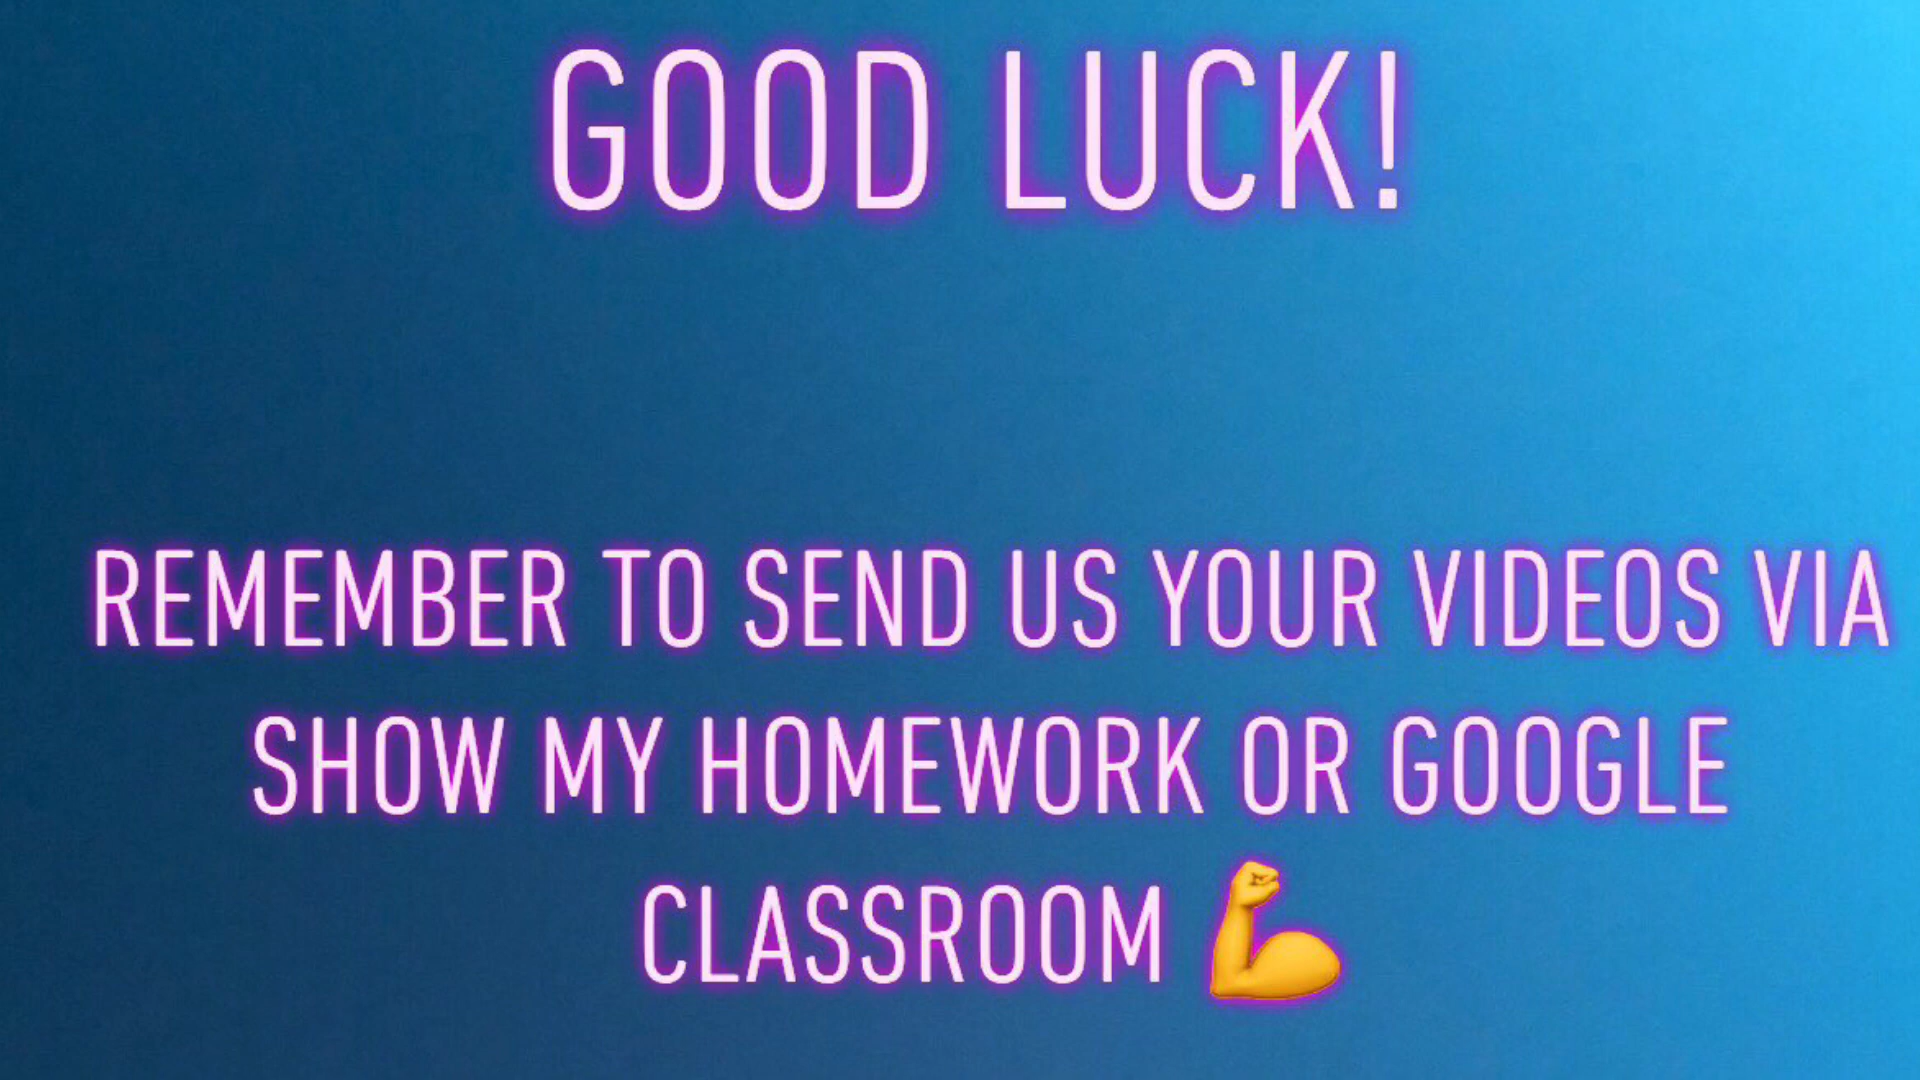 GOOD LUCK!
REMEMBER TO SEND US YOUR VIDEOS VIA
SHOW MY HOMEWORK OR GOOGLE
CLASSROOM 💪